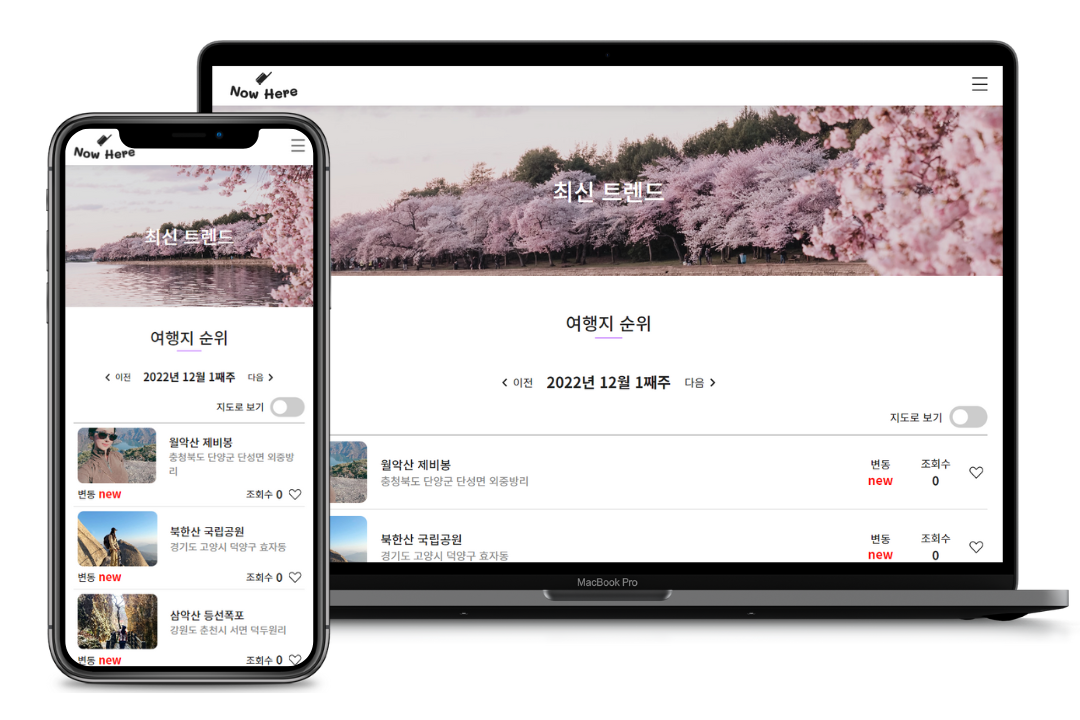 Now Here
최신 트렌드
여행지 순위
이전
2022년 12월 1째주
다음
지도로 보기
월악산 제비봉
충청북도 단양군 단성면 외중방리
변동
new
조회수
0
북한산 국립공원
경기도 고양시 덕양구 효자동
변동
new
조회수
0
MacBook Pro
Now Here
최신 트렌드
여행지 순위
이전 2022년 12월 1째주 다음
지도로 보기
월악산 제비봉
충청북도 단양군 단성면 외중방
리
변동 new
조회수 0
북한산 국립공원
경기도 고양시 덕양구 효자동
변동 new
조회수 0
삼악산 등선폭포
강원도 춘천시 서면 덕두원리
변동 new
조회수 0